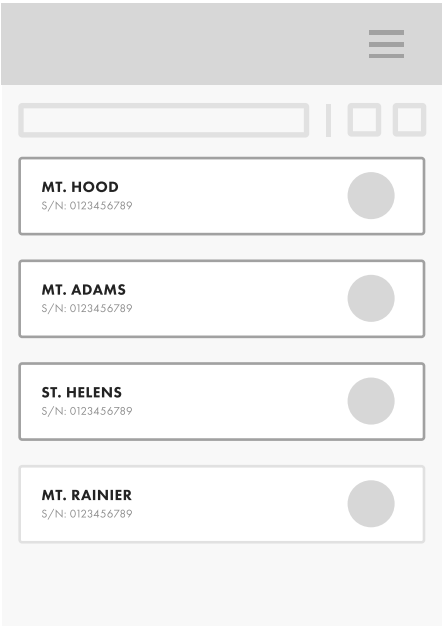 MT. HOOD
S/N: 0123456789
MT. ADAMS
S/N: 0123456789
ST. HELENS
S/N: 0123456789
MT. RAINIER
S/N: 0123456789